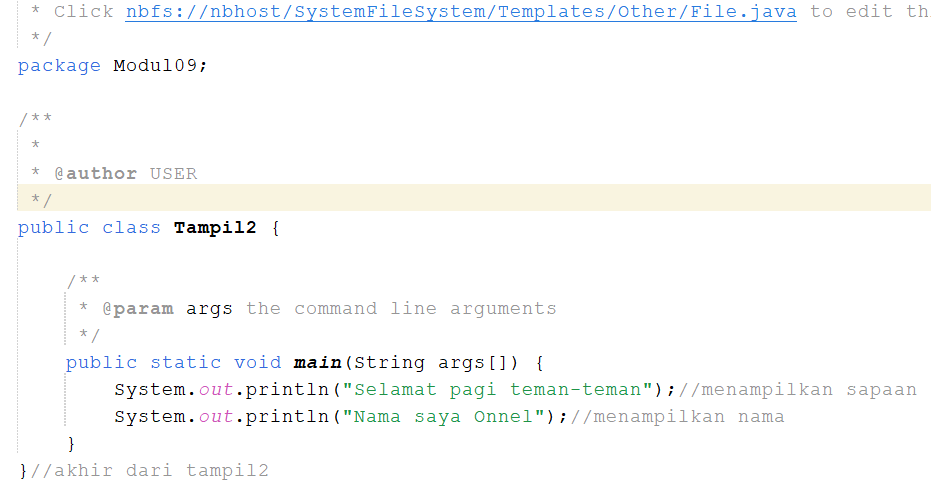 * Click nbfs://nbhost/SystemFileSystem/Templates/Other/File.java to edit
*/
package Modul09;
/**
*
* @author USER
*/
public class Tampil2 {
/**
* @param args the command line arguments
*/
public static void main(String args[]) {
System.out.println("Selamat pagi teman-teman");//menampilkan sapaan
System.out.println("Nama saya Onnel");//menampilkan nama
}
}//akhir dari tampil2